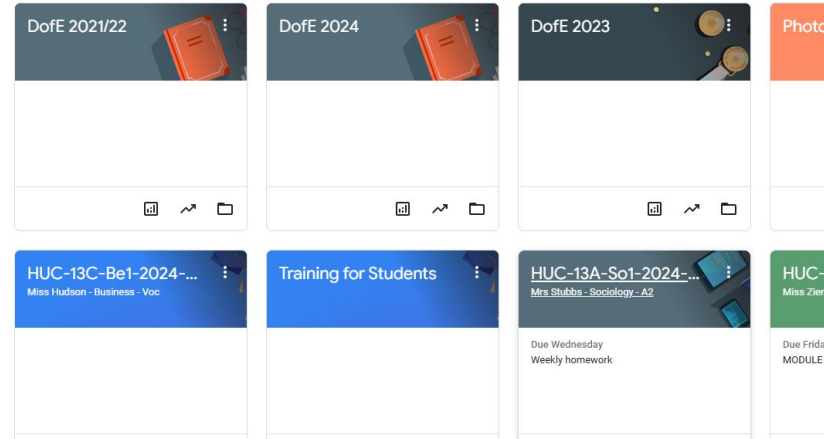 DofE 2021/22
DofE 2024
DofE 2023
Photo
HUC-13C-Be1-2024-...
Miss Hudson - Business - Voc
Training for Students
HUC-13A-So1-2024-...
Mrs Stubbs - Sociology - A2
Due Wednesday
Weekly homework
HUC-
Miss Zier
Due Frida
MODULE